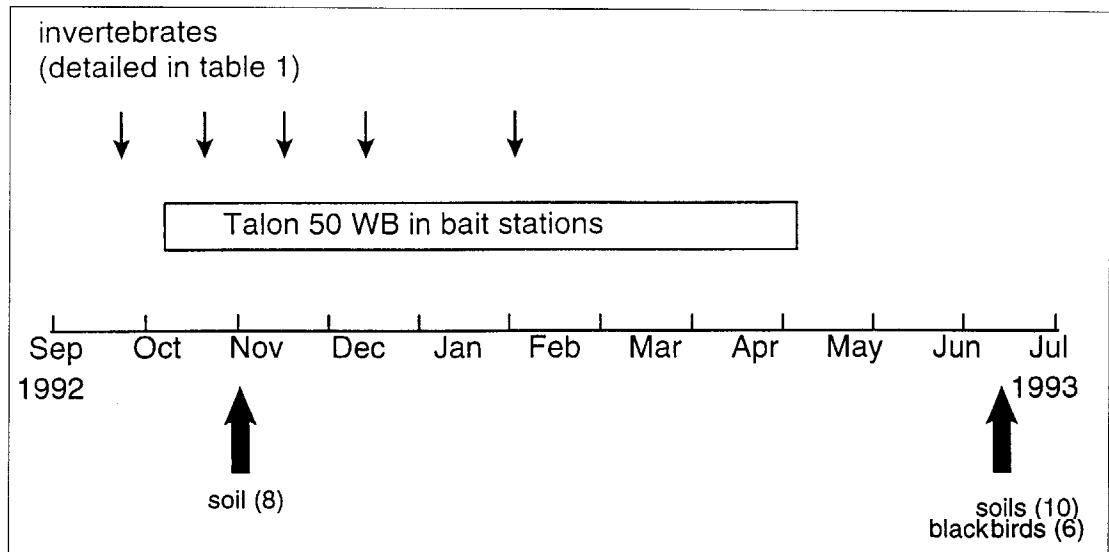 invertebrates
(detailed in table 1)
Talon 50 WB in bait stations
Sep Oct Nov Dec Jan Feb Mar Apr May Jun Jul
1992 1993
soil (8)
soils (10)
blackbirds (6)